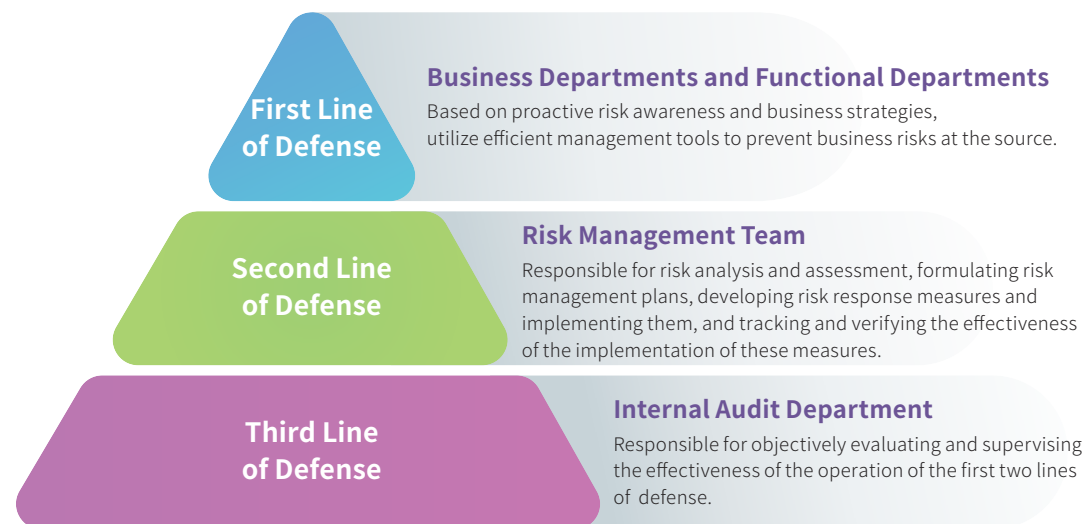 First Line
of Defense
Business Departments and Functional Departments
Based on proactive risk awareness and business strategies,
utilize efficient management tools to prevent business risks at the source.
Second Line
of Defense
Risk Management Team
Responsible for risk analysis and assessment, formulating risk
management plans, developing risk response measures and
implementing them, and tracking and verifying the effectiveness
of the implementation of these measures.
Third Line
of Defense
Internal Audit Department
Responsible for objectively evaluating and supervising
the effectiveness of the operation of the first two lines
of defense.